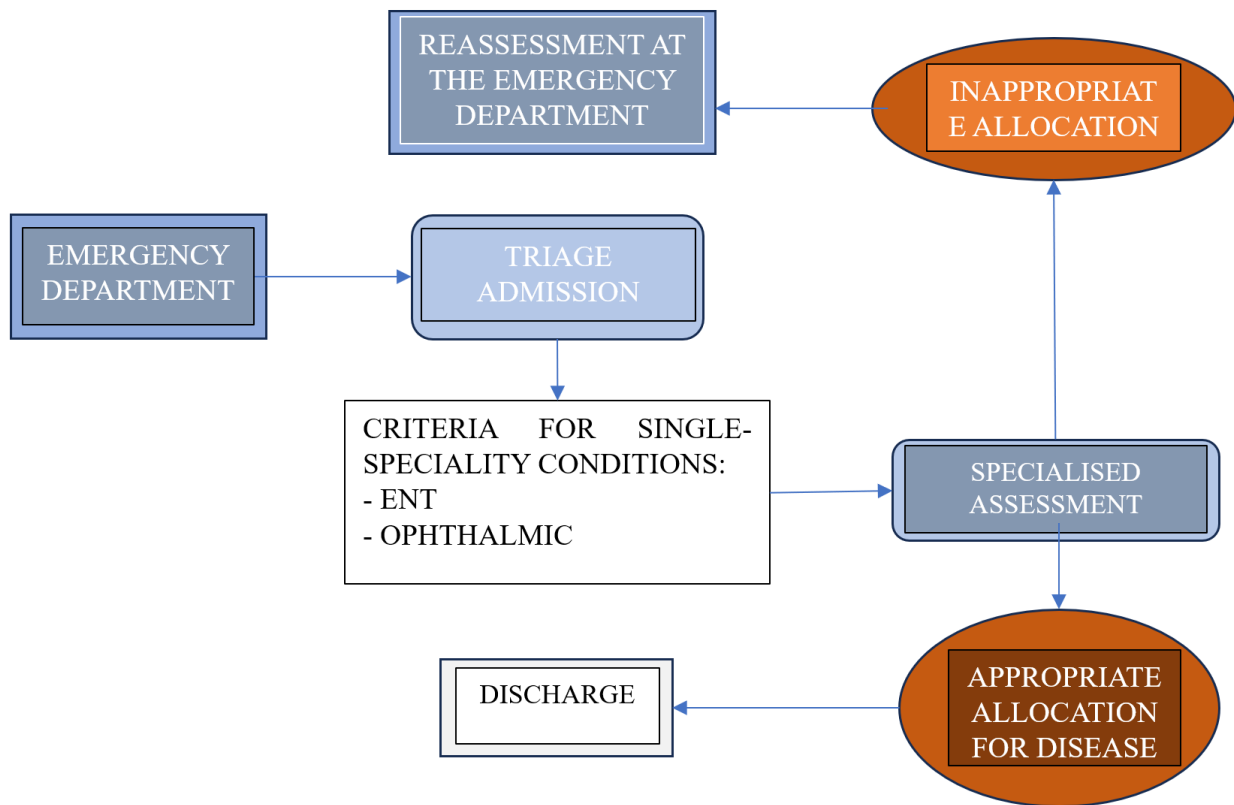 REASSESSMENT AT
THE EMERGENCY
DEPARTMENT
INAPPROPRIAT
E ALLOCATION
EMERGENCY
DEPARTMENT
TRIAGE
ADMISSION
CRITERIA FOR SINGLE-
SPECIALITY CONDITIONS:
- ENT
- OPHTHALMIC
SPECIALISED
ASSESSMENT
DISCHARGE
APPROPRIATE
ALLOCATION
FOR DISEASE